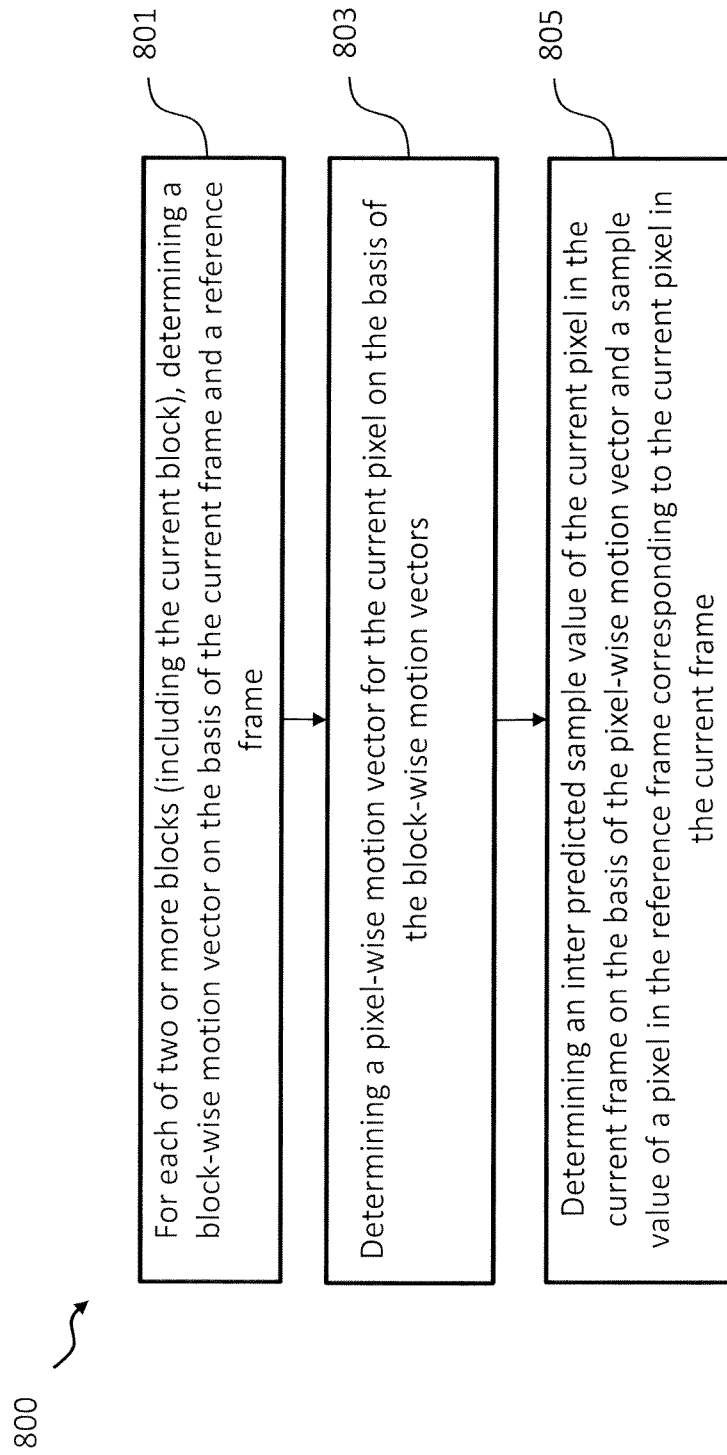 800
801
For each of two or more blocks (including the current block), determining a
block-wise motion vector on the basis of the current frame and a reference
frame
803
Determining a pixel-wise motion vector for the current pixel on the basis of
the block-wise motion vectors
805
Determining an inter predicted sample value of the current pixel in the
current frame on the basis of the pixel-wise motion vector and a sample
value of a pixel in the reference frame corresponding to the current pixel in
the current frame